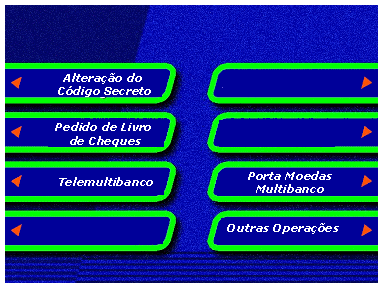 Alteração do
Código Secreto
Pedido de Livro
de Cheques
Telemultibanco
Porta Moedas
Multibanco
Outras Operações